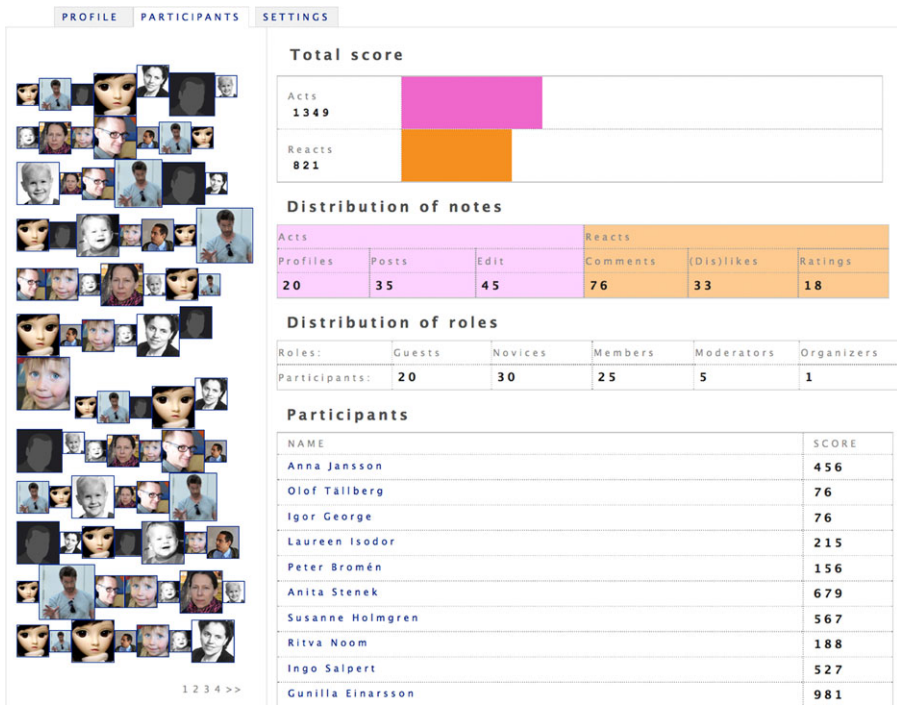 PROFILE PARTICIPANTS SETTINGS
Total score
Acts
1349
Reacts
821
Distribution of notes
Acts Reacts
Profiles Posts Edit Comments (Dis)likes Ratings
20 35 45 76 33 18
Distribution of roles
Roles: Guests Novices Members Moderators Organizers
Participants: 20 30 25 5 1
Participants
NAME SCORE
Anna Jansson 456
Olof Tällberg 76
Igor George 76
Laureen Isodor 215
Peter Bromén 156
Anita Stenek 679
Susanne Holmgren 567
Ritva Noom 188
Ingo Salpert 527
Gunilla Einarsson 981
1 2 3 4 >>